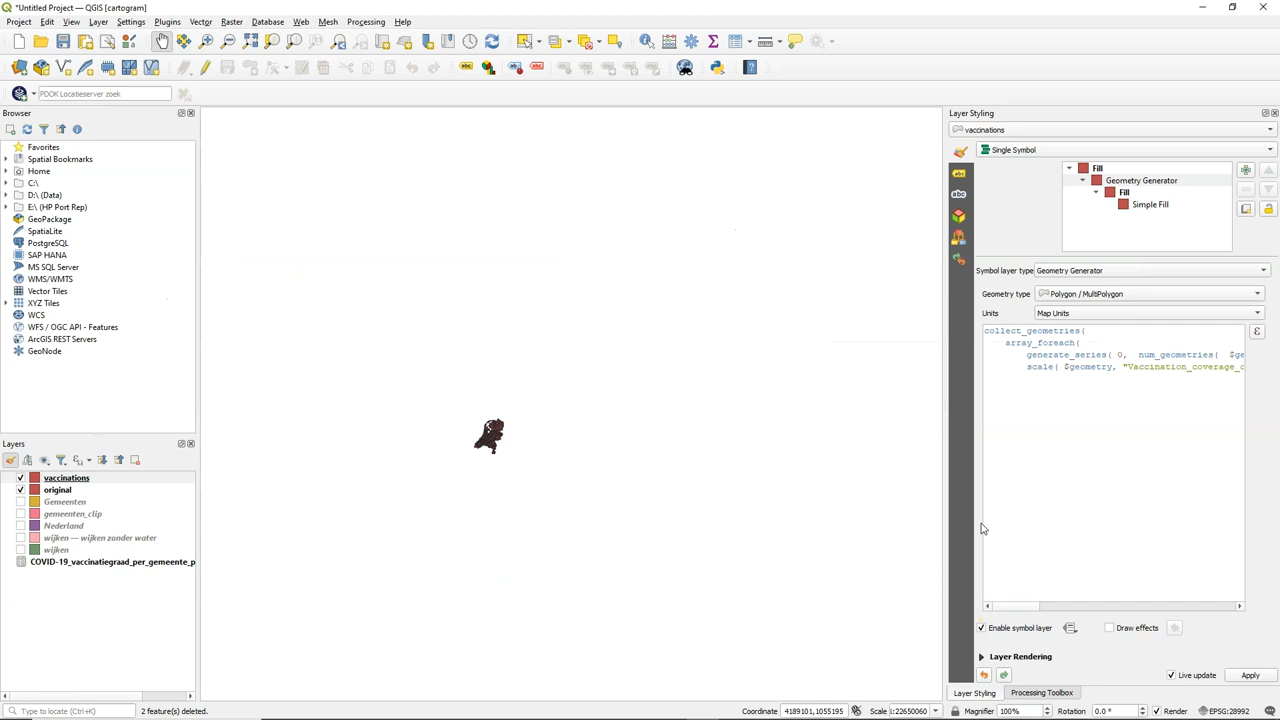 *Untitled Project — QGIS [cartogram]
Project Edit View Layer Settings Plugins Vector Raster Database Web Mesh Processing Help
PDOK Locatieserver zoek
Browser
Favorites
Spatial Bookmarks
Home
C:\
D:\ (Data)
E:\ (HP Port Rep)
GeoPackage
SpatiaLite
PostgreSQL
SAP HANA
MS SQL Server
WMS/WMTS
Vector Tiles
XYZ Tiles
WCS
WFS / OGC API - Features
ArcGIS REST Servers
GeoNode
Layers
vaccinations
original
Gemeenten
gemeenten_clip
Nederland
wijken — wijken zonder water
wijken
COVID-19_vaccinatiegraad_per_gemeente_p
Layer Styling
vaccinations
Single Symbol
Fill
Geometry Generator
Fill
Simple Fill
Symbol layer type Geometry Generator
Geometry type Polygon / MultiPolygon
Units Map Units
collect_geometries(
array_foreach(
generate_series( 0, num_geometries( $ge
scale( $geometry, "Vaccination_coverage_c
Enable symbol layer Draw effects
Layer Rendering
Live update Apply
Layer Styling Processing Toolbox
Type to locate (Ctrl+K) 2 feature(s) deleted. Coordinate 4189101,1055195 Scale 1:22650060 Magnifier 100% Rotation 0.0 ° Render EPSG:28992